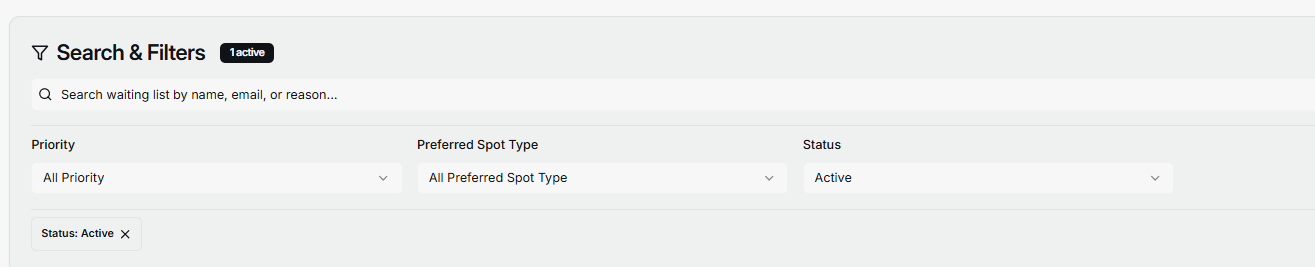 Search & Filters 1 active
Search waiting list by name, email, or reason...
Priority Preferred Spot Type Status
All Priority All Preferred Spot Type Active
Status: Active